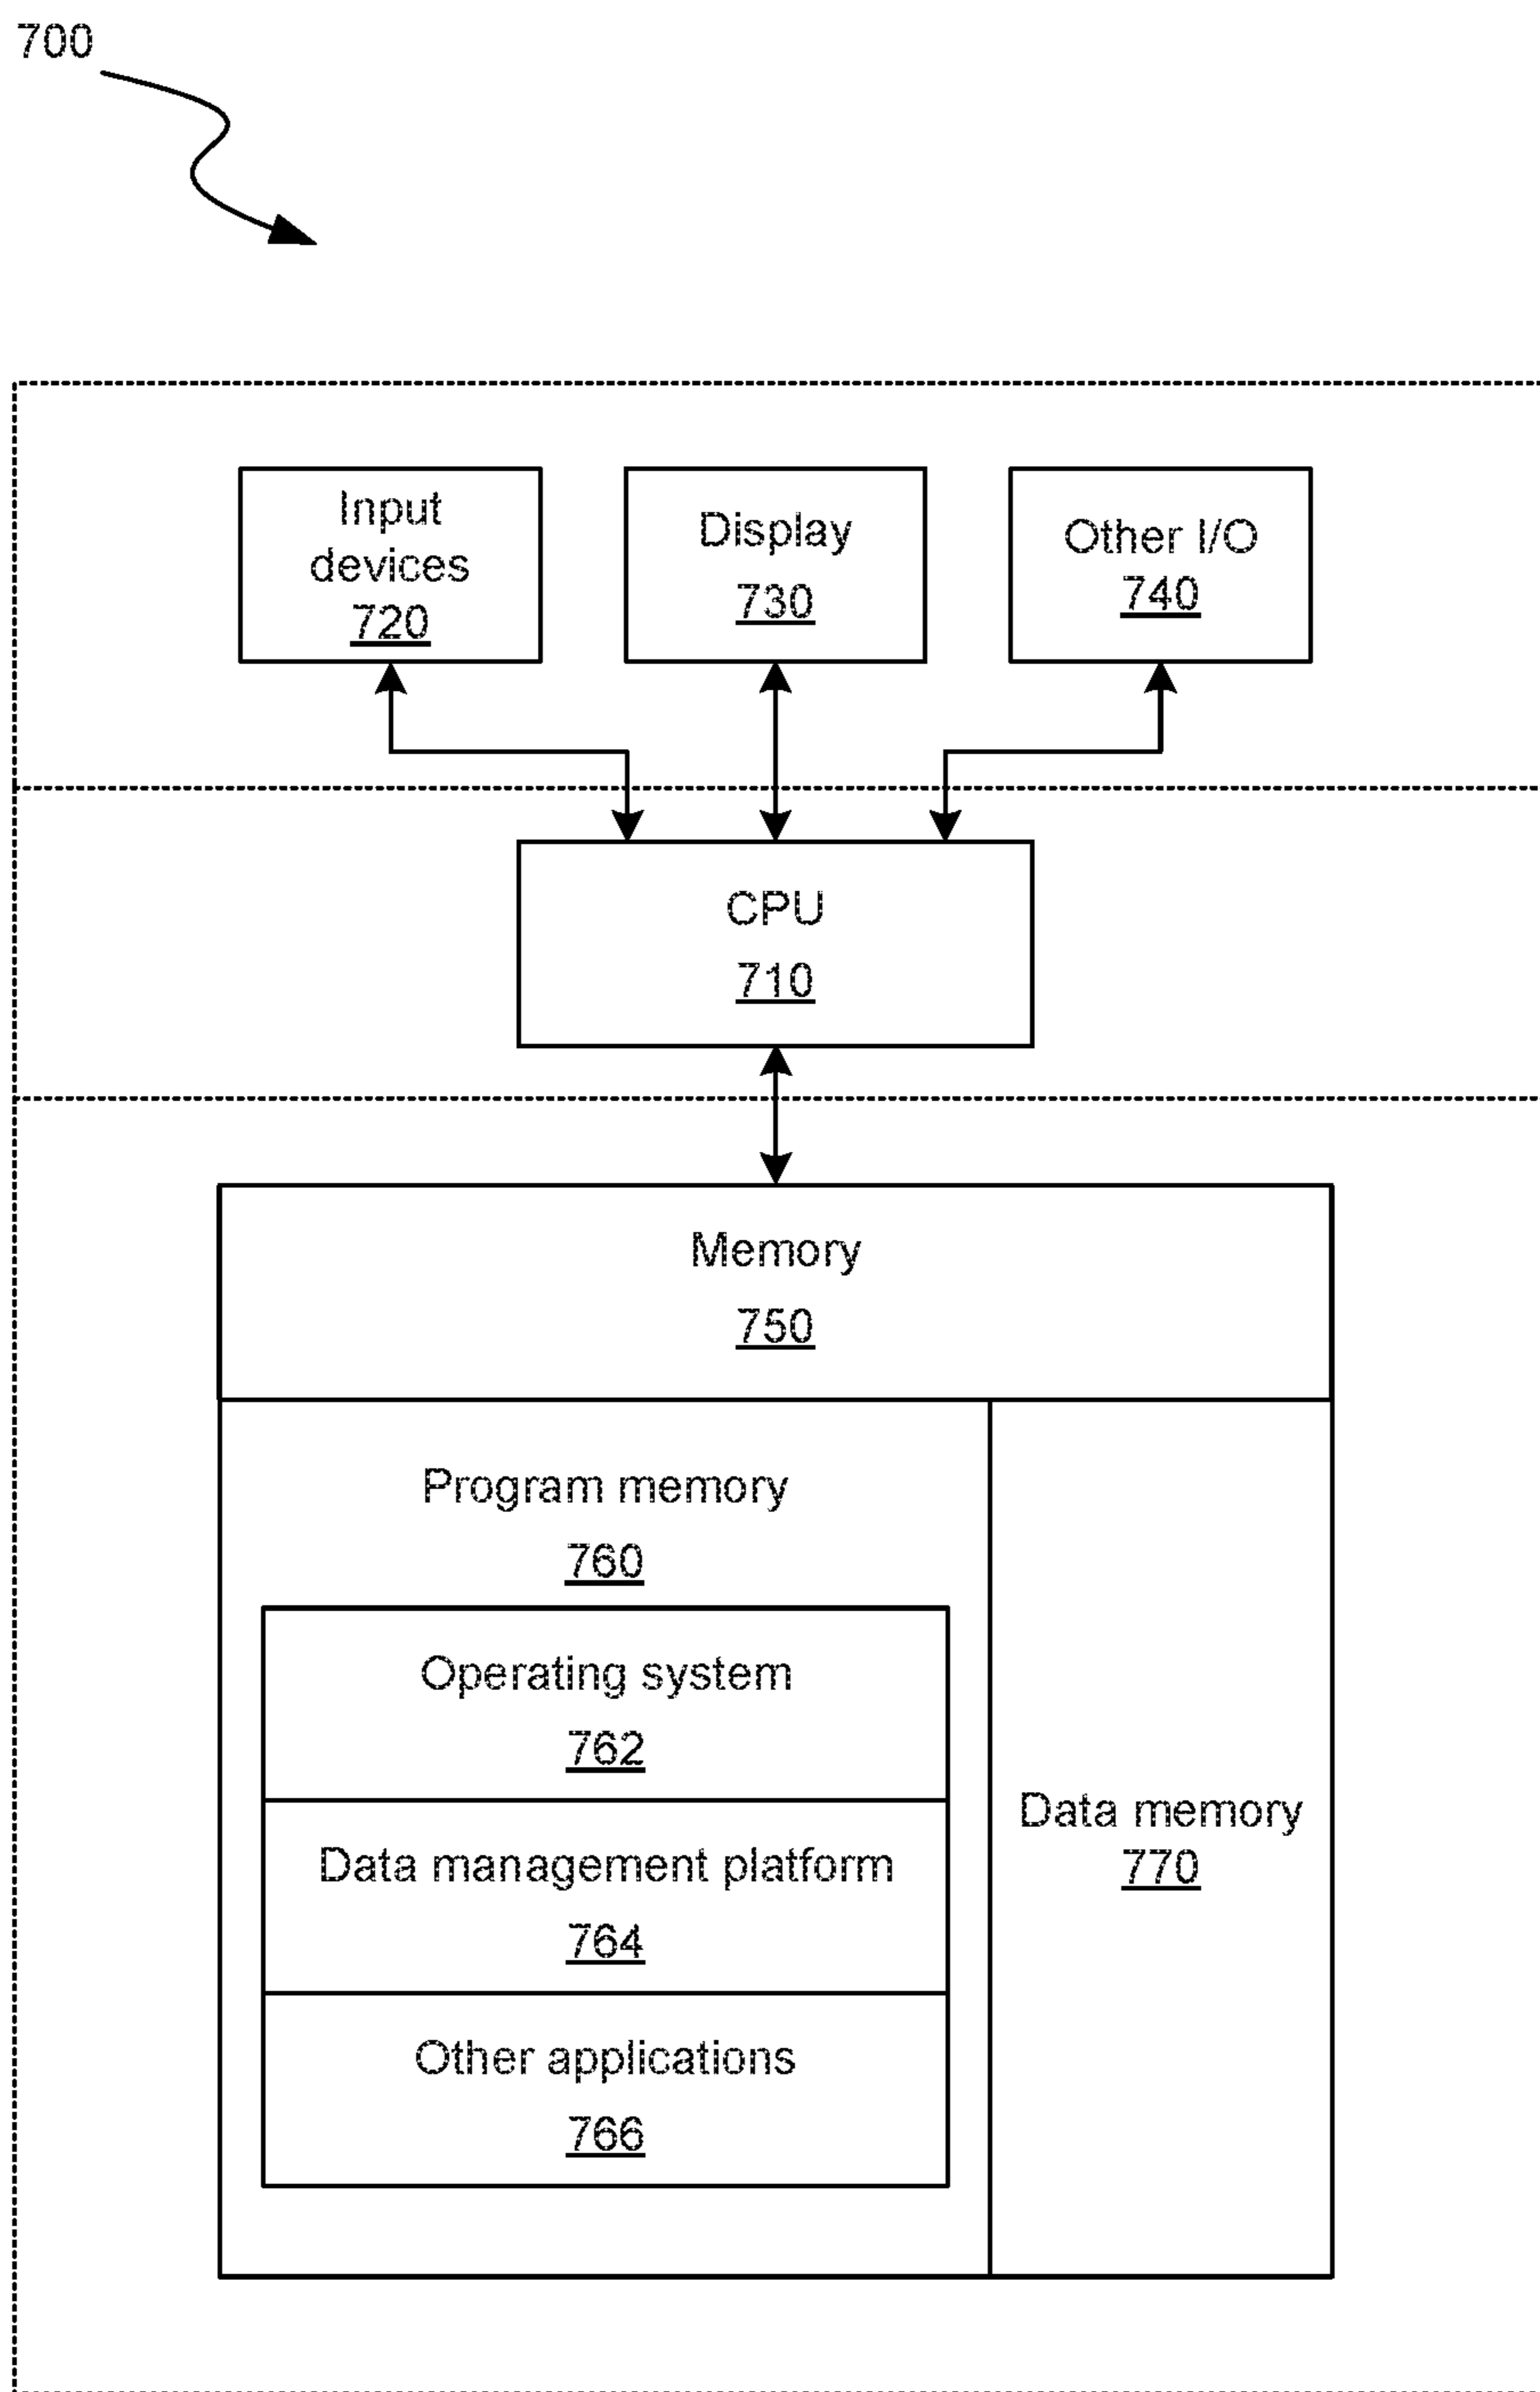 700
Input
devices
720
Display
730
Other I/O
740
CPU
710
Memory
750
Program memory
760
Operating system
762
Data management platform
764
Other applications
766
Data memory
770